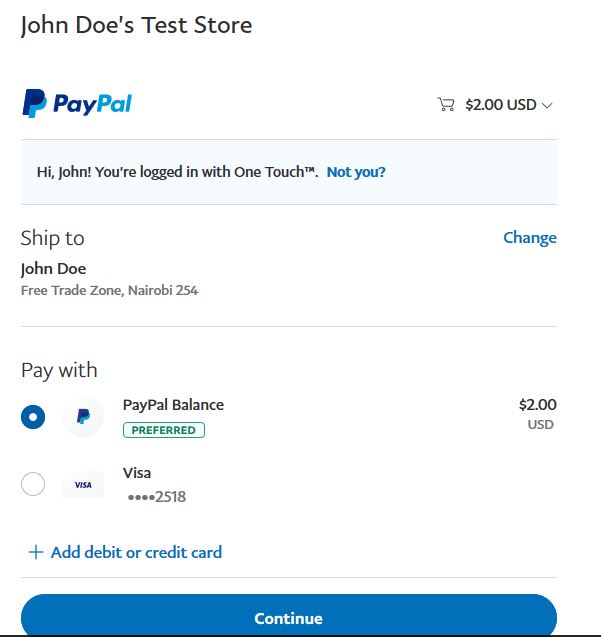 John Doe's Test Store
PayPal
$2.00 USD
Hi, John! You're logged in with One Touch™. Not you?
Ship to
Change
John Doe
Free Trade Zone, Nairobi 254
Pay with
PayPal Balance
$2.00
PREFERRED
USD
Visa
VISA
••••2518
+ Add debit or credit card
Continue